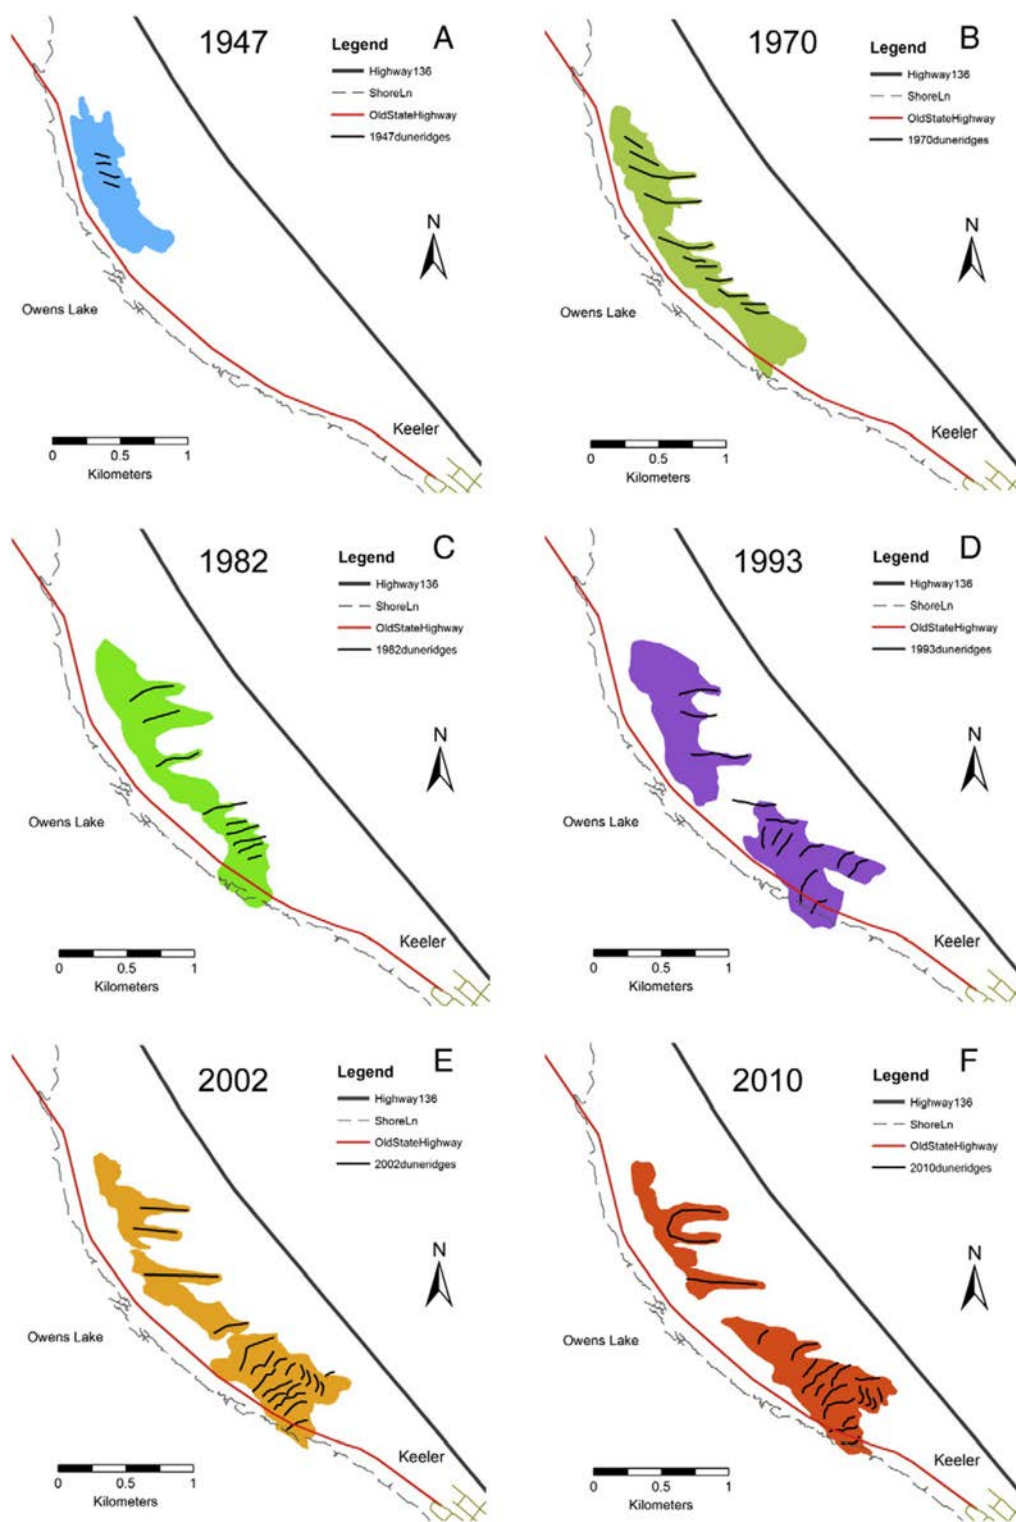 1947
A
Legend
Highway136
ShoreLn
OldStateHighway
1947duneridges
N
Owens Lake
Keeler
0 0.5 1
Kilometers
1970
B
Legend
Highway136
ShoreLn
OldStateHighway
1970duneridges
N
Owens Lake
Keeler
0 0.5 1
Kilometers
1982
C
Legend
Highway136
ShoreLn
OldStateHighway
1982duneridges
N
Owens Lake
Keeler
0 0.5 1
Kilometers
1993
D
Legend
Highway136
ShoreLn
OldStateHighway
1993duneridges
N
Owens Lake
Keeler
0 0.5 1
Kilometers
2002
E
Legend
Highway136
ShoreLn
OldStateHighway
2002duneridges
N
Owens Lake
Keeler
0 0.5 1
Kilometers
2010
F
Legend
Highway136
ShoreLn
OldStateHighway
2010duneridges
N
Owens Lake
Keeler
0 0.5 1
Kilometers